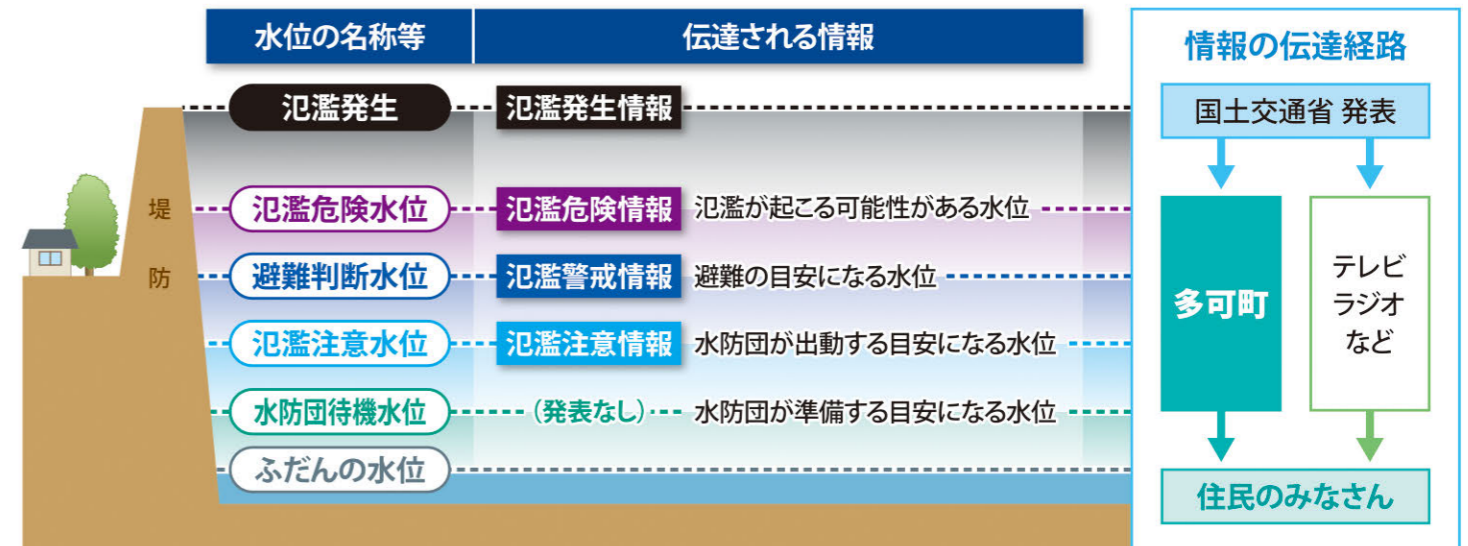 水位の名称等 伝達される情報
氾濫発生 氾濫発生情報
氾濫危険水位 氾濫危険情報 氾濫が起こる可能性がある水位
避難判断水位 氾濫警戒情報 避難の目安になる水位
氾濫注意水位 氾濫注意情報 水防団が出動する目安になる水位
水防団待機水位 (発表なし) 水防団が準備する目安になる水位
ふだんの水位
堤
防
情報の伝達経路
国土交通省 発表
多可町
テレビ
ラジオ
など
住民のみなさん